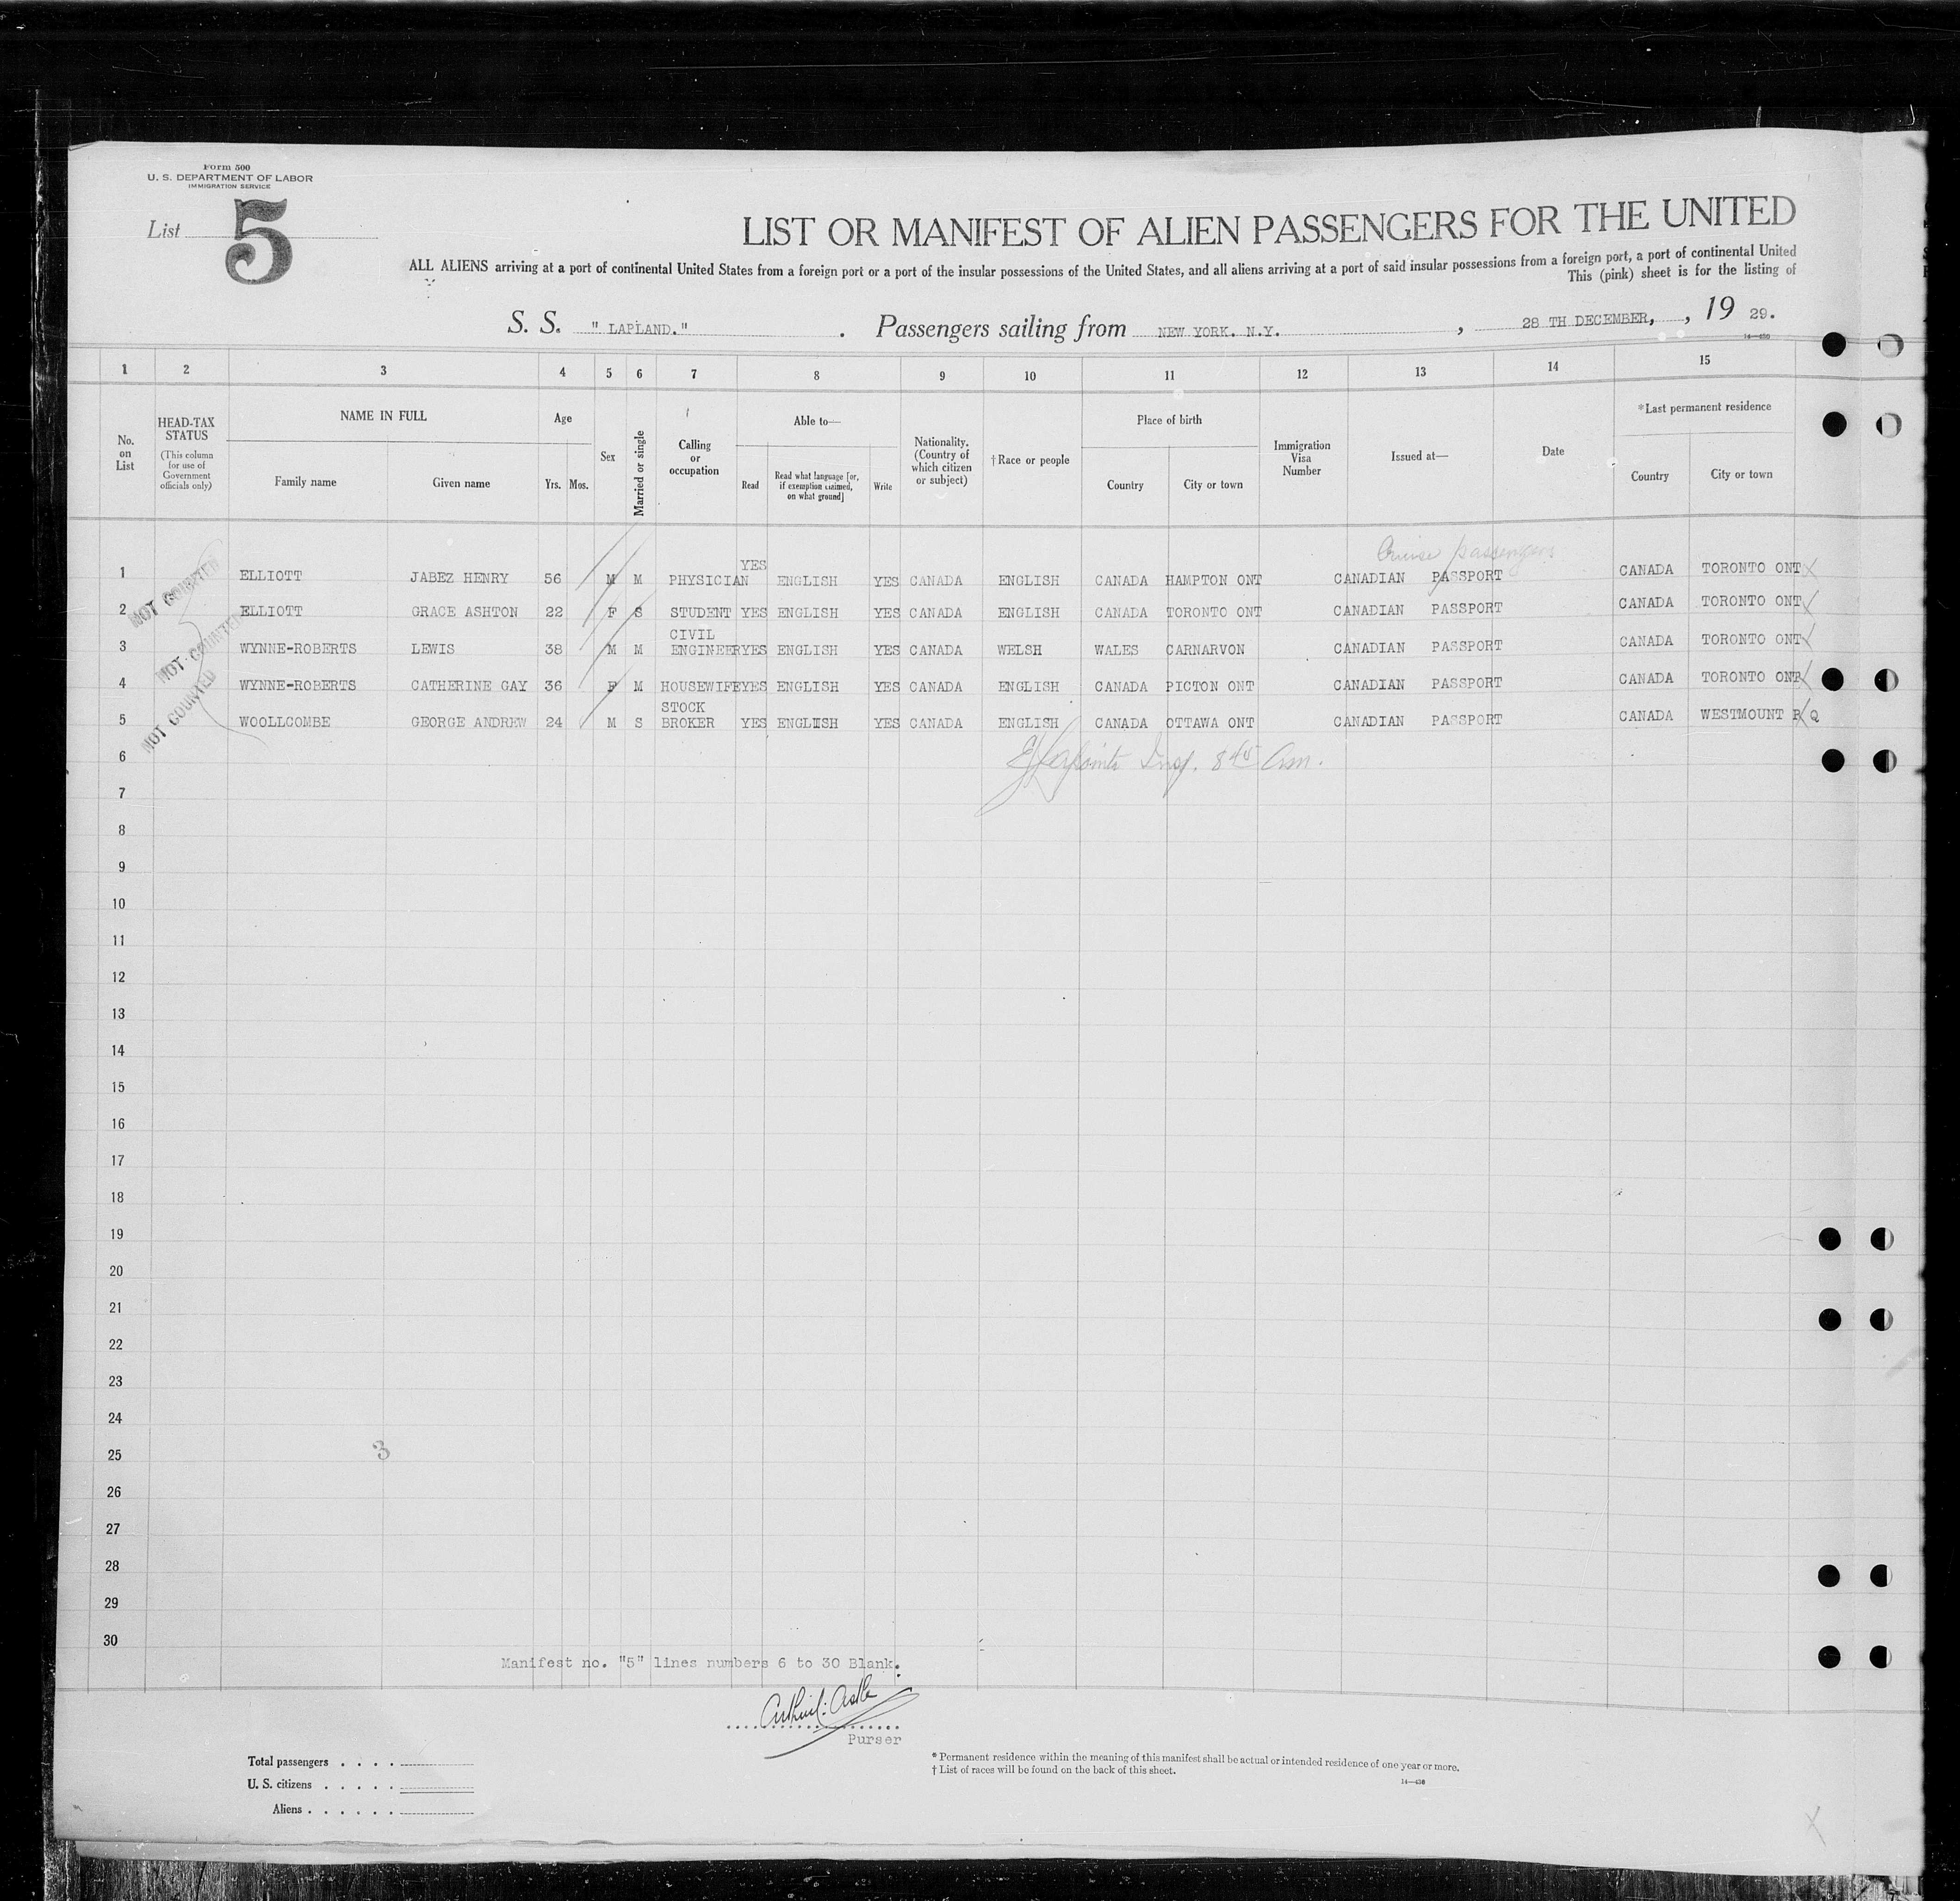 Form 500
U. S. DEPARTMENT OF LABOR
IMMIGRATION SERVICE
List 5
LIST OR MANIFEST OF ALIEN PASSENGERS FOR THE UNITED
ALL ALIENS arriving at a port of continental United States from a foreign port or a port of the insular possessions of the United States, and all aliens arriving at a port of said insular possessions from a foreign port, a port of continental United
This (pink) sheet is for the listing of
S. S. " LAPLAND." . Passengers sailing from NEW YORK. N.Y. , 28 TH DECEMBER, , 19 29.
14—430
1 2 3 4 5 6 7 8 9 10 11 12 13 14 15
No. on List
HEAD-TAX STATUS (This column for use of Government officials only)
NAME IN FULL
Family name Given name
Age
Yrs. Mos.
Sex
Married or single
Calling or occupation
Able to—
Read Read what language [or, if exemption claimed, on what ground] Write
Nationality. (Country of which citizen or subject)
†Race or people
Place of birth
Country City or town
Immigration Visa Number
Issued at—
Date
*Last permanent residence
Country City or town
Cruise passengers
1 ELLIOTT JABEZ HENRY 56 M M PHYSICIAN YES ENGLISH YES CANADA ENGLISH CANADA HAMPTON ONT CANADIAN PASSPORT CANADA TORONTO ONT
2 ELLIOTT GRACE ASHTON 22 F S STUDENT YES ENGLISH YES CANADA ENGLISH CANADA TORONTO ONT CANADIAN PASSPORT CANADA TORONTO ONT
3 WYNNE-ROBERTS LEWIS 38 M M CIVIL ENGINEER YES ENGLISH YES CANADA WELSH WALES CARNARVON CANADIAN PASSPORT CANADA TORONTO ONT
4 WYNNE-ROBERTS CATHERINE GAY 36 F M HOUSEWIFE YES ENGLISH YES CANADA ENGLISH CANADA PICTON ONT CANADIAN PASSPORT CANADA TORONTO ONT
5 WOOLLCOMBE GEORGE ANDREW 24 M S STOCK BROKER YES ENGLISH YES CANADA ENGLISH CANADA OTTAWA ONT CANADIAN PASSPORT CANADA WESTMOUNT P Q
NOT COUNTED
NOT COUNTED
NOT COUNTED
6 Insp. 8 45 Am.
7
8
9
10
11
12
13
14
15
16
17
18
19
20
21
22
23
24
25 3
26
27
28
29
30
Manifest no. "5" lines numbers 6 to 30 Blank.
Purser
Total passengers . . . .
U. S. citizens . . . . .
Aliens . . . . . .
* Permanent residence within the meaning of this manifest shall be actual or intended residence of one year or more.
† List of races will be found on the back of this sheet.
14—430